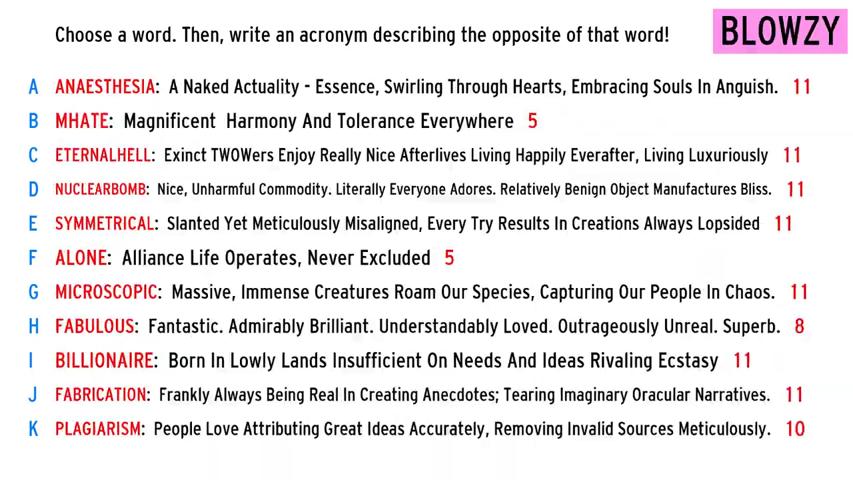 Choose a word. Then, write an acronym describing the opposite of that word!
BLOWZY
A ANAESTHESIA: A Naked Actuality - Essence, Swirling Through Hearts, Embracing Souls In Anguish. 11
B MHATE: Magnificent Harmony And Tolerance Everywhere 5
C ETERNALHELL: Exinct TWOWers Enjoy Really Nice Afterlives Living Happily Everafter, Living Luxuriously 11
D NUCLEARBOMB: Nice, Unharmful Commodity. Literally Everyone Adores. Relatively Benign Object Manufactures Bliss. 11
E SYMMETRICAL: Slanted Yet Meticulously Misaligned, Every Try Results In Creations Always Lopsided 11
F ALONE: Alliance Life Operates, Never Excluded 5
G MICROSCOPIC: Massive, Immense Creatures Roam Our Species, Capturing Our People In Chaos. 11
H FABULOUS: Fantastic. Admirably Brilliant. Understandably Loved. Outrageously Unreal. Superb. 8
I BILLIONAIRE: Born In Lowly Lands Insufficient On Needs And Ideas Rivaling Ecstasy 11
J FABRICATION: Frankly Always Being Real In Creating Anecdotes; Tearing Imaginary Oracular Narratives. 11
K PLAGIARISM: People Love Attributing Great Ideas Accurately, Removing Invalid Sources Meticulously. 10